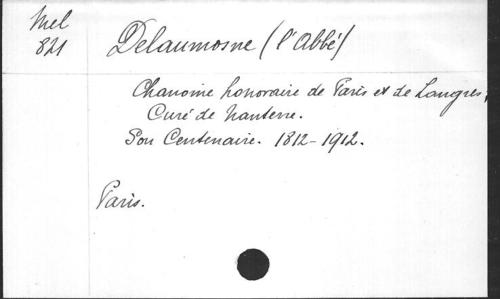 Mel
821
Delaumosne (l'Abbé)
Chanoine honoraire de Paris et de Langres,
Curé de Nanterre.
Son Centenaire. 1812-1912.
Paris.